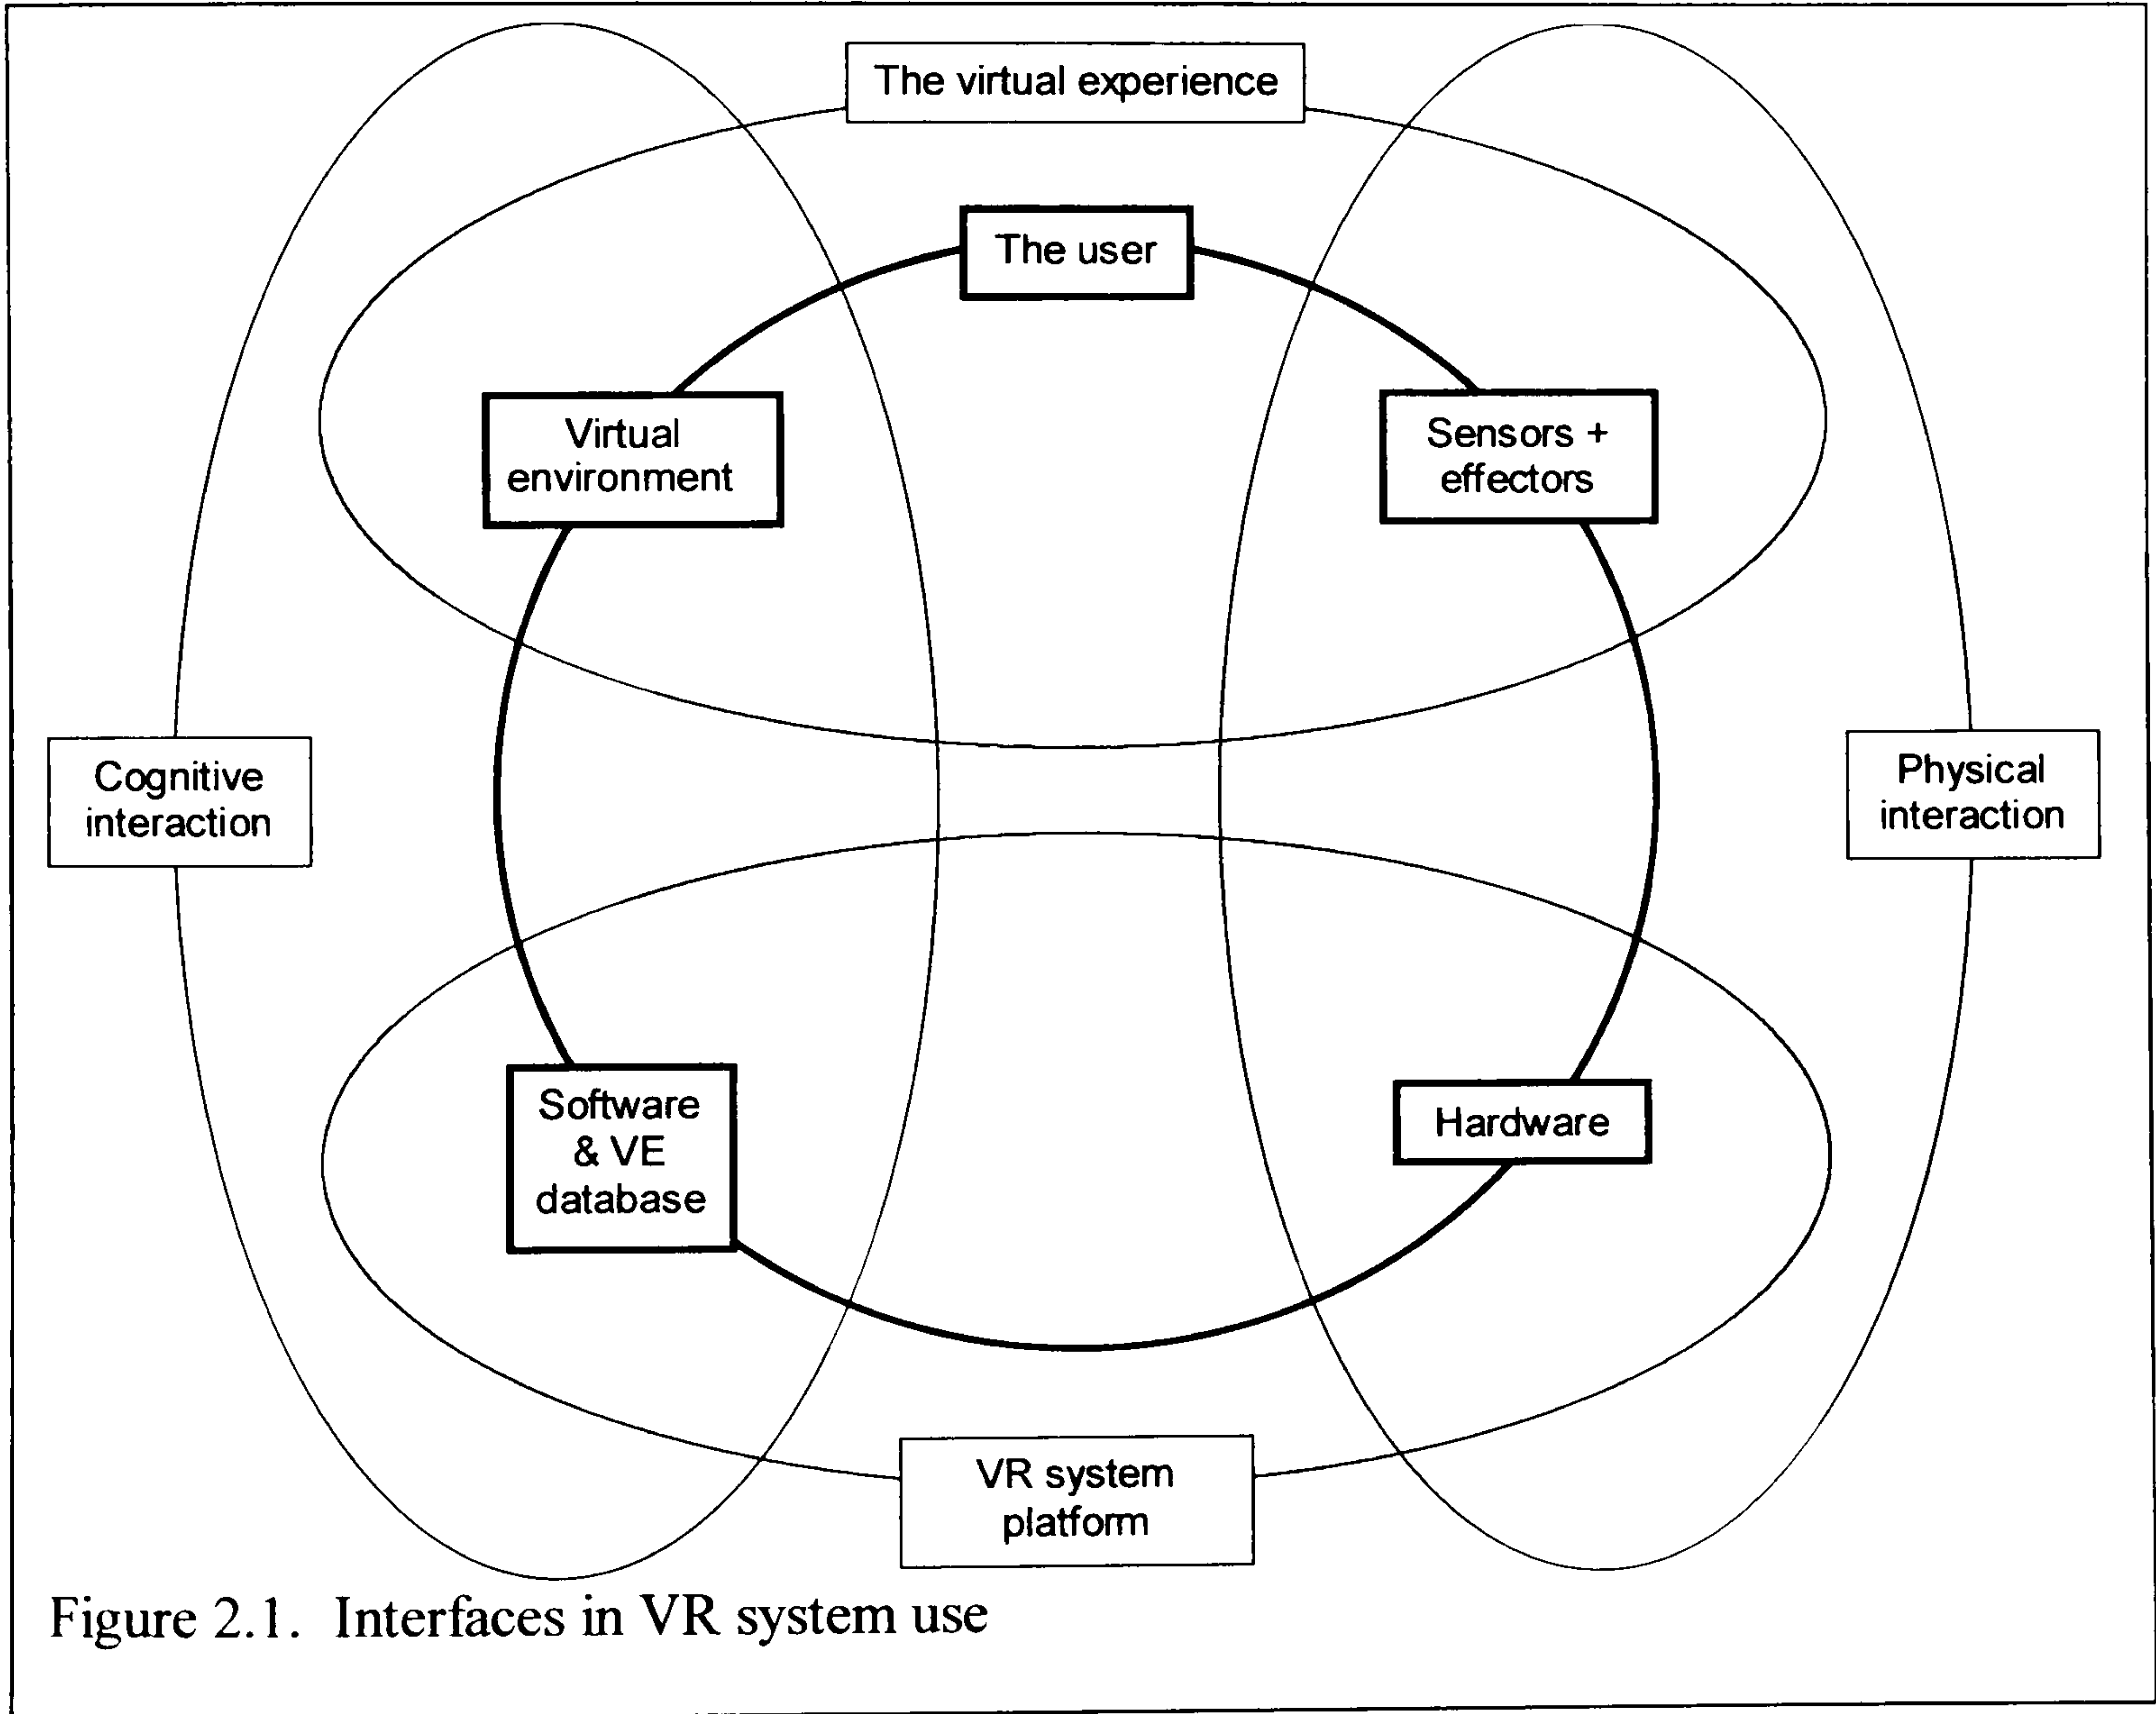 The virtual experience
The user
Virtual
environment
Sensors +
effectors
Cognitive
interaction
Physical
interaction
Software
& VE
database
Hardware
VR system
platform
Figure 2.1. Interfaces in VR system use